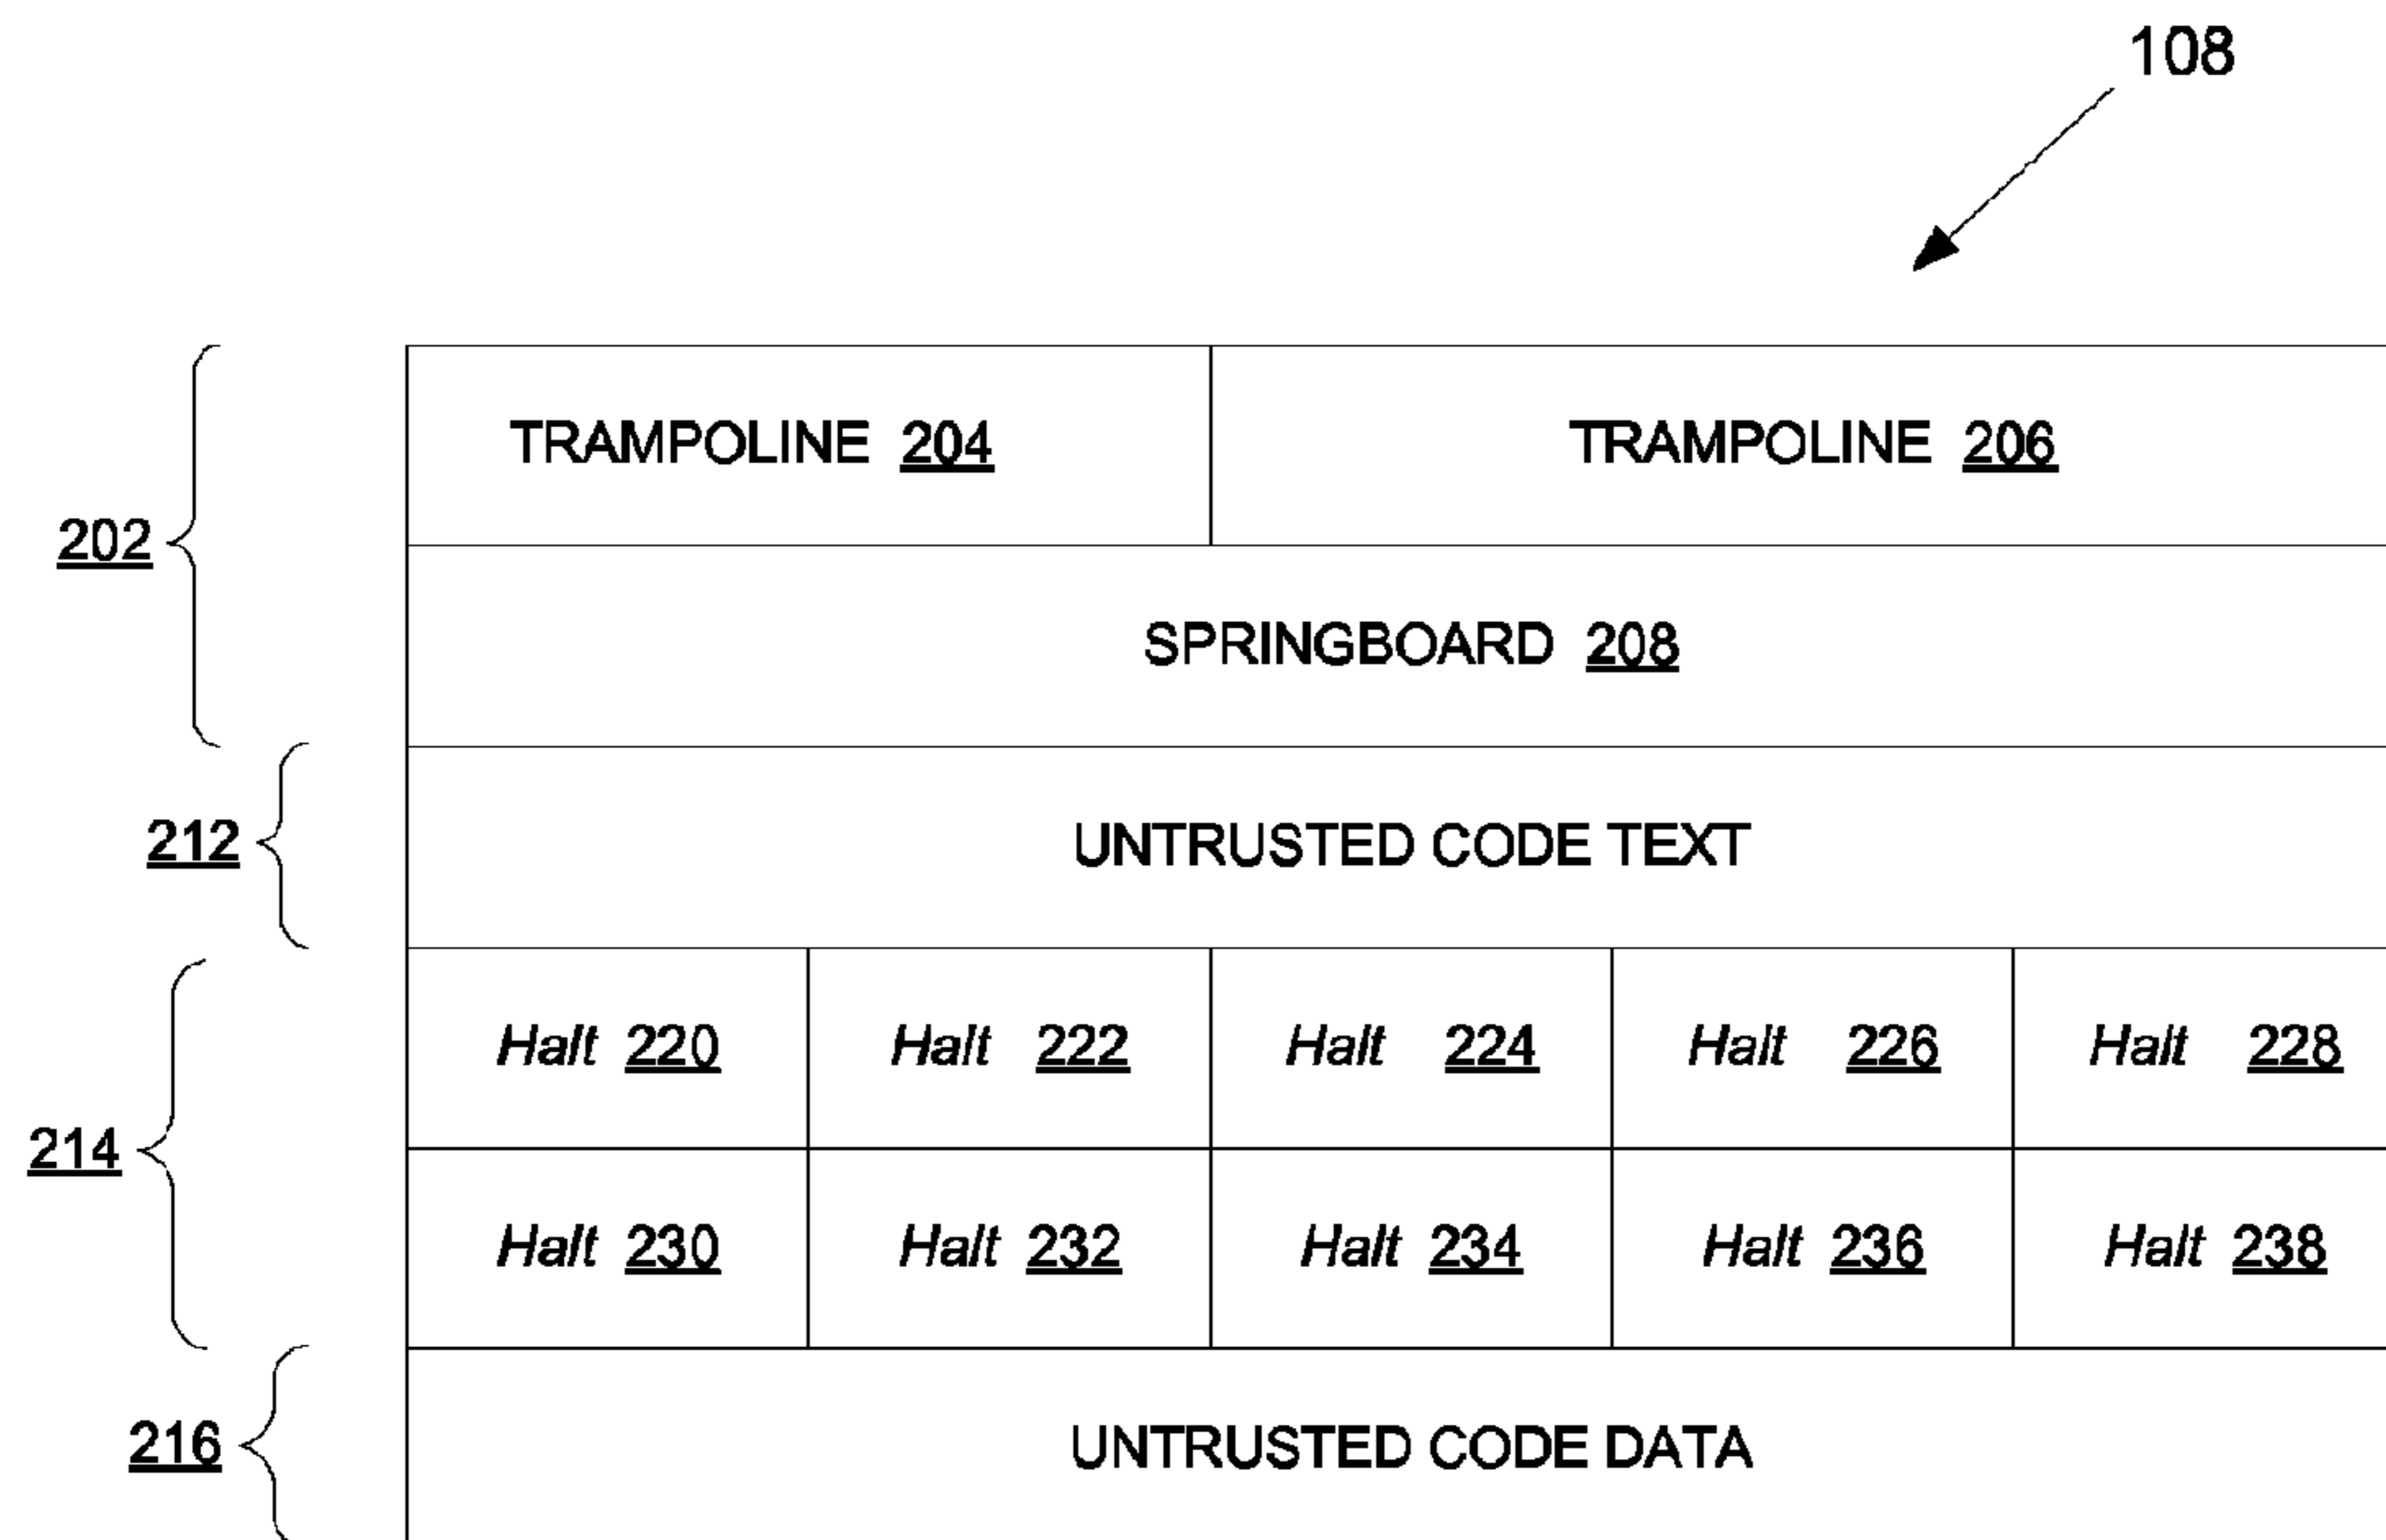 108
TRAMPOLINE 204 TRAMPOLINE 206
202
SPRINGBOARD 208
212 UNTRUSTED CODE TEXT
Halt 220 Halt 222 Halt 224 Halt 226 Halt 228
214
Halt 230 Halt 232 Halt 234 Halt 236 Halt 238
216 UNTRUSTED CODE DATA